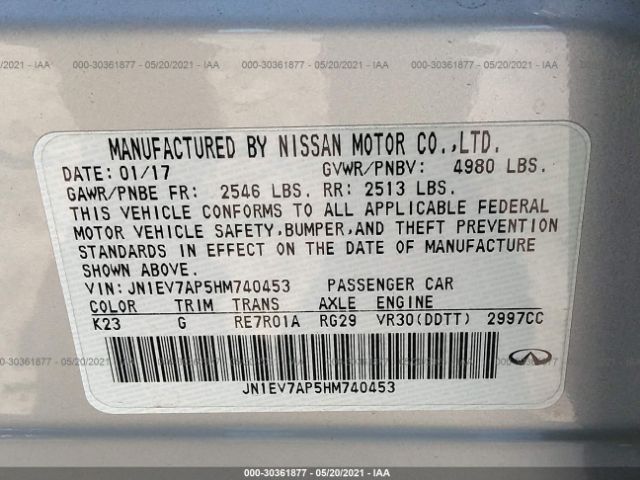 05/20/2021 - IAA 000-30361877 - 05/20/2021 - IAA 000-30361877 - 05/20/2021 - IAA 000-30361877
MANUFACTURED BY NISSAN MOTOR CO.,LTD.
DATE: 01/17 GVWR/PNBV: 4980 LBS.
GAWR/PNBE FR: 2546 LBS. RR: 2513 LBS.
THIS VEHICLE CONFORMS TO ALL APPLICABLE FEDERAL
MOTOR VEHICLE SAFETY,BUMPER,AND THEFT PREVENTION
STANDARDS IN EFFECT ON THE DATE OF MANUFACTURE
SHOWN ABOVE.
VIN: JN1EV7AP5HM740453 PASSENGER CAR
COLOR TRIM TRANS AXLE ENGINE
K23 G RE7R01A RG29 VR30(DDTT) 2997CC
JN1EV7AP5HM740453
INFINITI
000-30361877 - 05/20/2021 - IAA